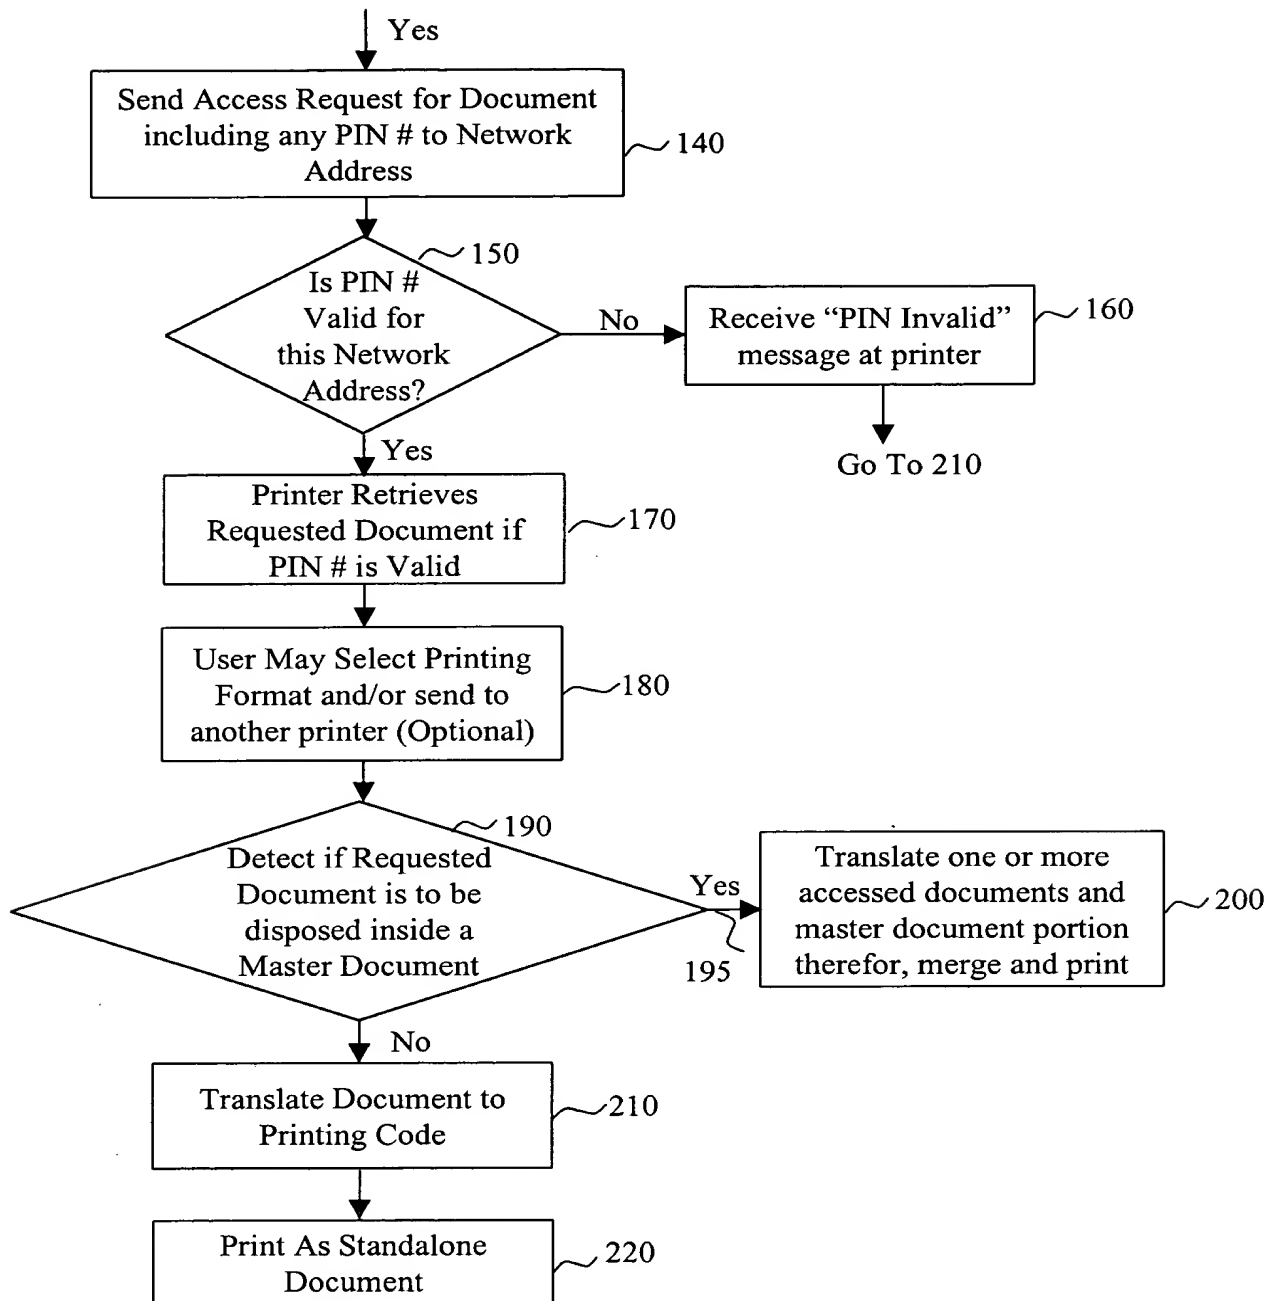 Yes
Send Access Request for Document
including any PIN # to Network
Address
140
150
Is PIN #
Valid for
this Network
Address?
No
Receive “PIN Invalid”
message at printer
160
Go To 210
Yes
Printer Retrieves
Requested Document if
PIN # is Valid
170
User May Select Printing
Format and/or send to
another printer (Optional)
180
190
Detect if Requested
Document is to be
disposed inside a
Master Document
Yes
195
Translate one or more
accessed documents and
master document portion
therefor, merge and print
200
No
Translate Document to
Printing Code
210
Print As Standalone
Document
220